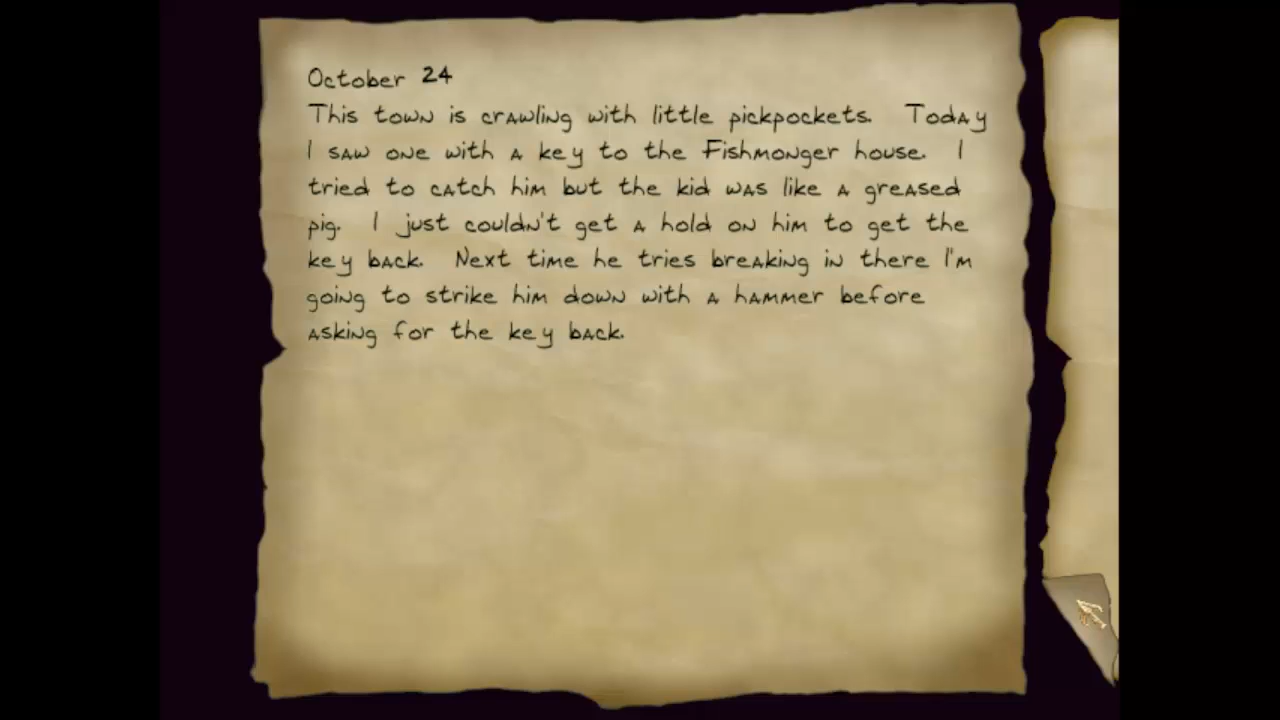 October 24
This town is crawling with little pickpockets. Today
I saw one with a key to the Fishmonger house. I
tried to catch him but the kid was like a greased
pig. I just couldn't get a hold on him to get the
key back. Next time he tries breaking in there I'm
going to strike him down with a hammer before
asking for the key back.